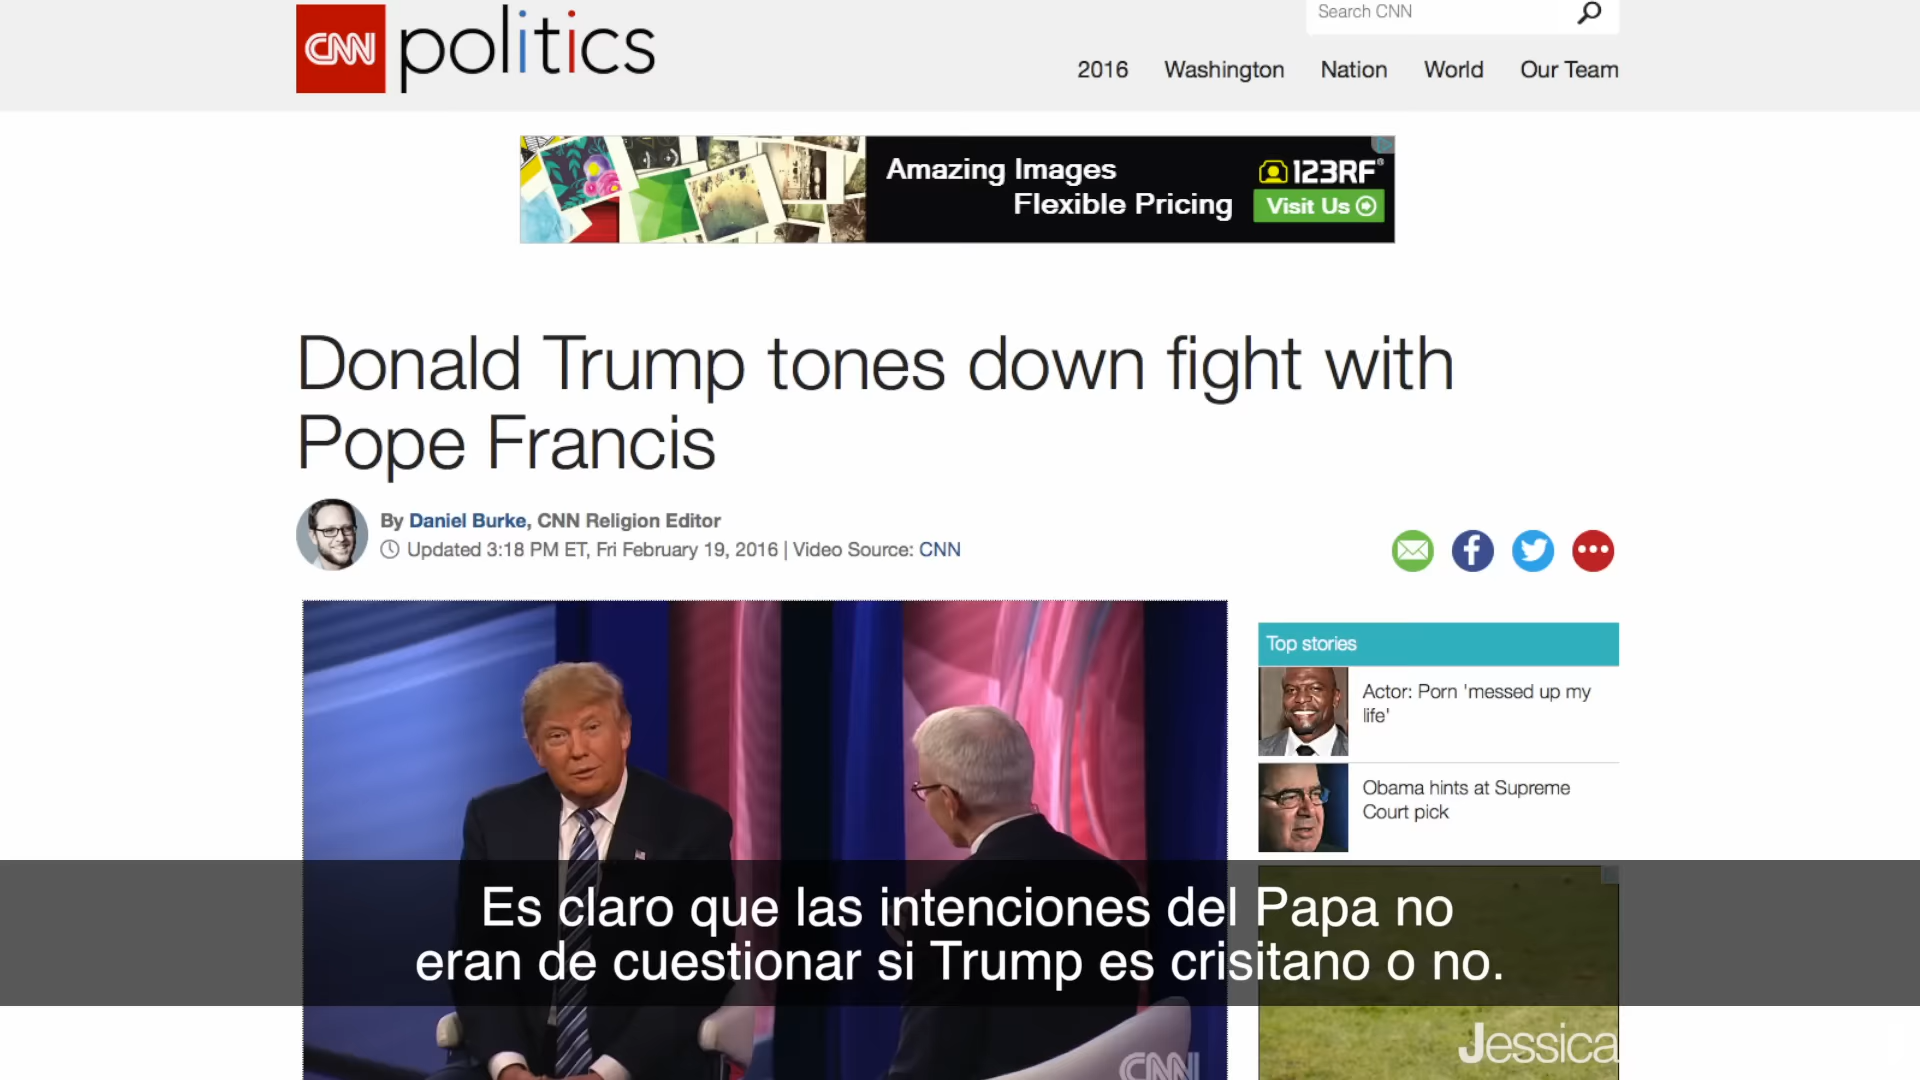 CNN politics
Search CNN
2016 Washington Nation World Our Team
Amazing Images
Flexible Pricing
123RF®
Visit Us
Donald Trump tones down fight with
Pope Francis
By Daniel Burke, CNN Religion Editor
Updated 3:18 PM ET, Fri February 19, 2016 | Video Source: CNN
Top stories
Actor: Porn 'messed up my
life'
Obama hints at Supreme
Court pick
Es claro que las intenciones del Papa no
eran de cuestionar si Trump es crisitano o no.
CNN
Jessica